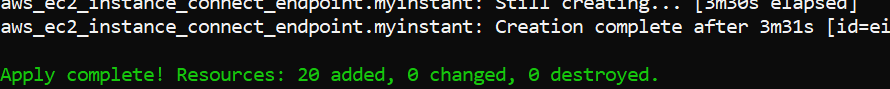 aws_ec2_instance_connect_endpoint.myinstant: Still creating... [3m30s elapsed]
aws_ec2_instance_connect_endpoint.myinstant: Creation complete after 3m31s [id=ei
Apply complete! Resources: 20 added, 0 changed, 0 destroyed.